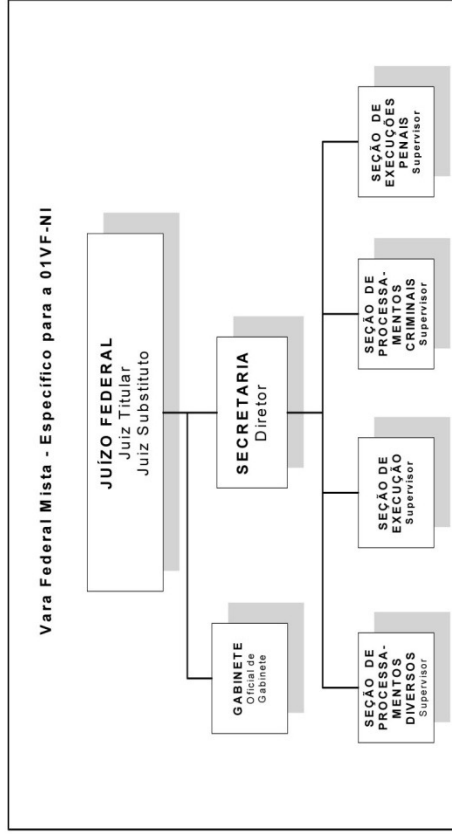 Vara Federal Mista - Específico para a 01VF-NI
JUÍZO FEDERAL
Juiz Titular
Juiz Substituto
GABINETE
Oficial de
Gabinete
SECRETARIA
Diretor
SEÇÃO DE
PROCESSA-
MENTOS
DIVERSOS
Supervisor
SEÇÃO DE
EXECUÇÃO
Supervisor
SEÇÃO DE
PROCESSA-
MENTOS
CRIMINAIS
Supervisor
SEÇÃO DE
EXECUÇÕES
PENAIS
Supervisor